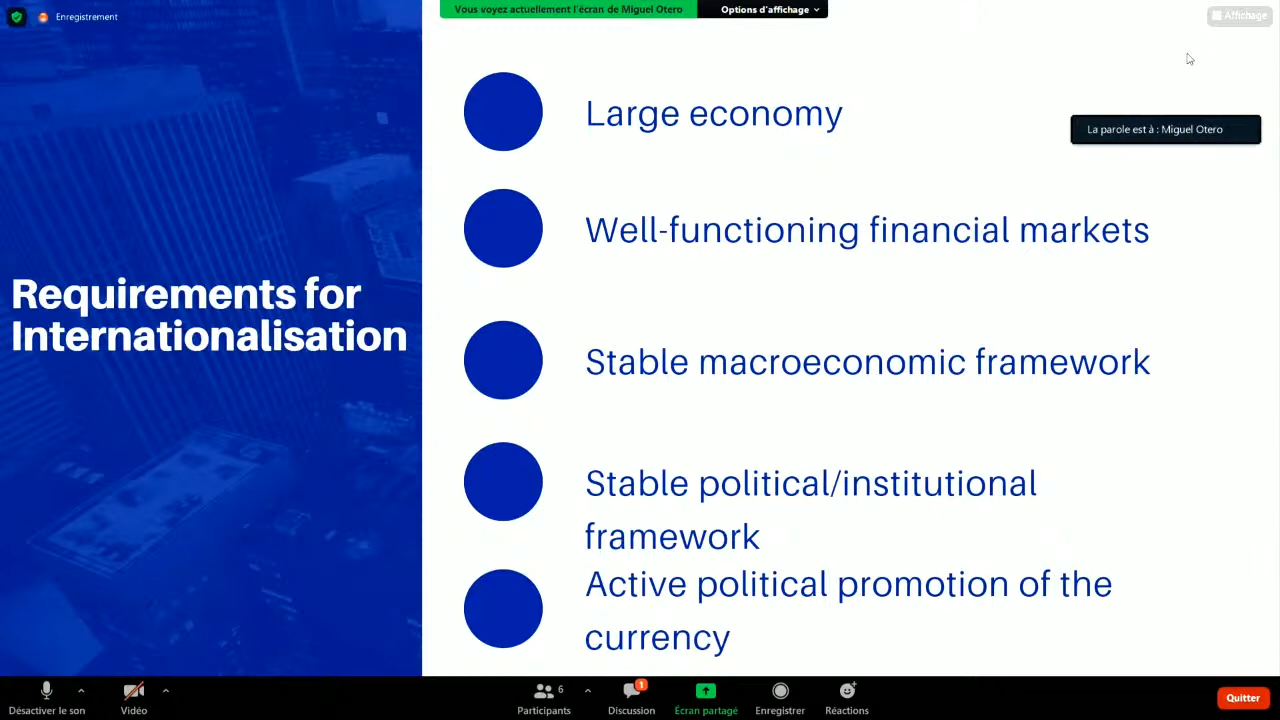 Enregistrement
Vous voyez actuellement l'écran de Miguel Otero
Options d'affichage
Affichage
La parole est à : Miguel Otero
Requirements for
Internationalisation
Large economy
Well-functioning financial markets
Stable macroeconomic framework
Stable political/institutional
framework
Active political promotion of the
currency
Désactiver le son
Vidéo
6
Participants
1
Discussion
Écran partagé
Enregistrer
Réactions
Quitter